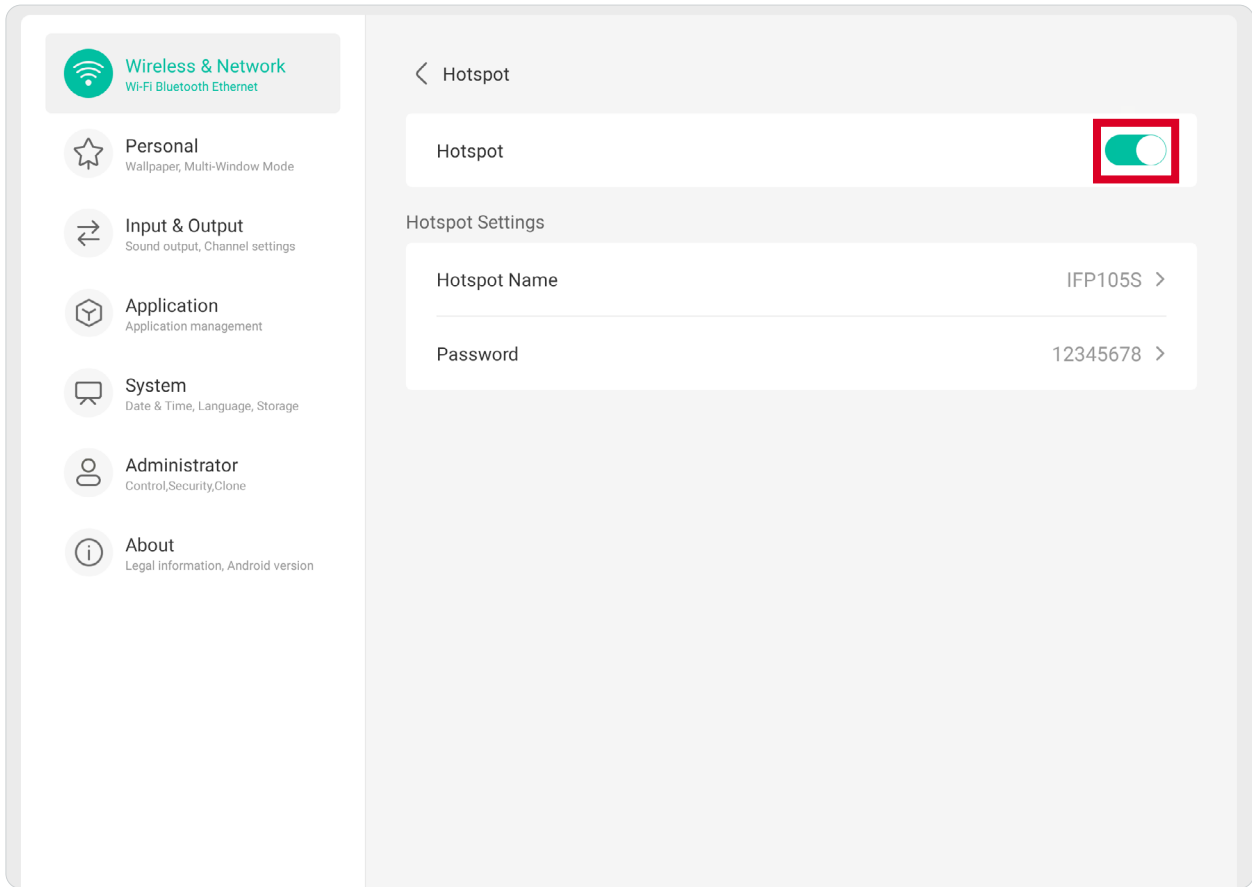 Wireless & Network
Wi-Fi Bluetooth Ethernet
Personal
Wallpaper, Multi-Window Mode
Input & Output
Sound output, Channel settings
Application
Application management
System
Date & Time, Language, Storage
Administrator
Control,Security,Clone
About
Legal information, Android version
Hotspot
Hotspot
Hotspot Settings
Hotspot Name IFP105S
Password 12345678